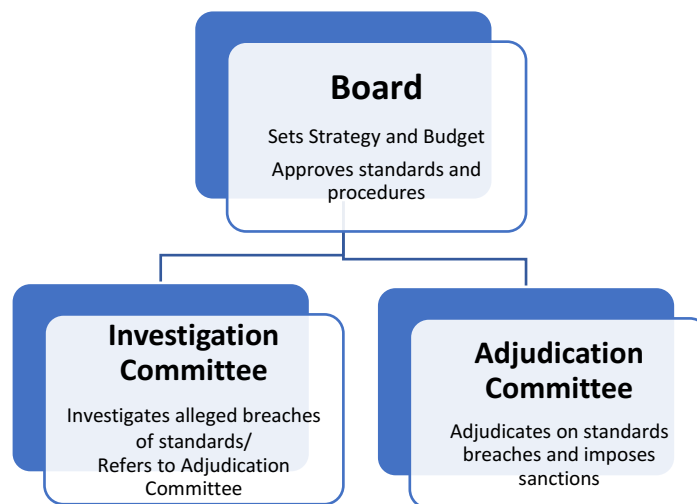 Board
Sets Strategy and Budget
Approves standards and
procedures
Investigation
Committee
Investigates alleged breaches
of standards/
Refers to Adjudication
Committee
Adjudication
Committee
Adjudicates on standards
breaches and imposes
sanctions